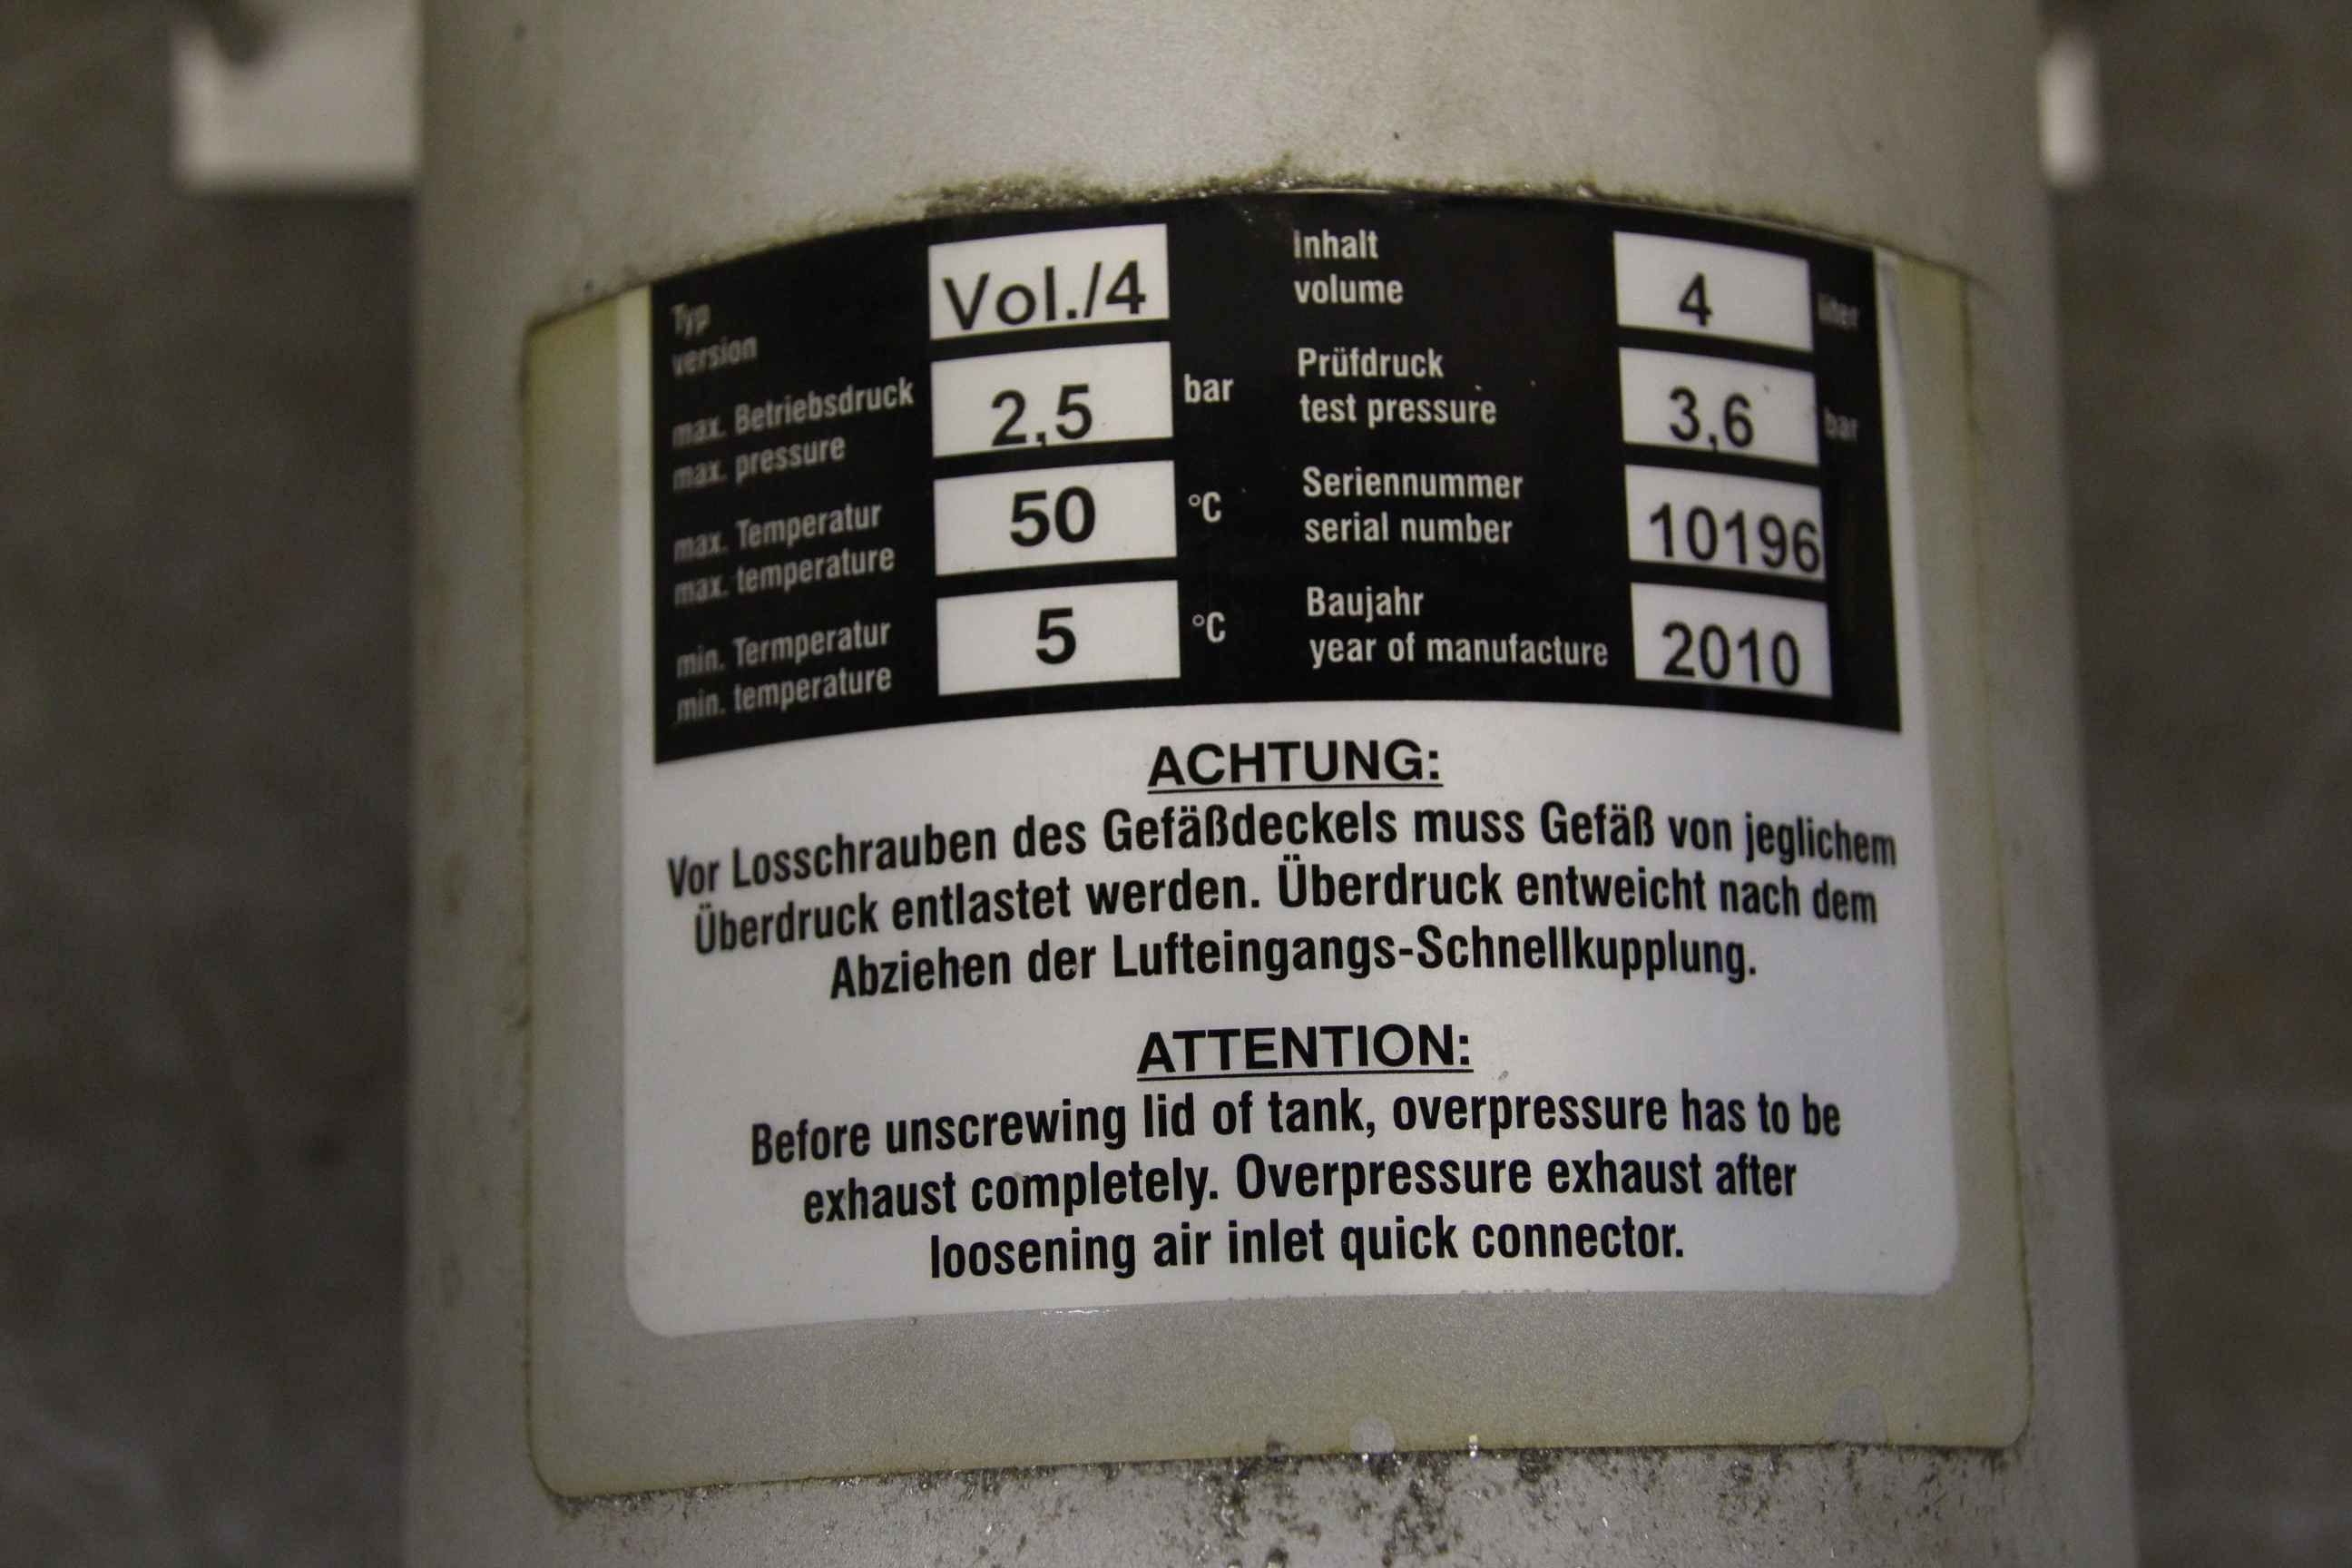 Typ
version
Vol./4
Inhalt
volume
4
liter
max. Betriebsdruck
max. pressure
2,5
bar
Prüfdruck
test pressure
3,6
bar
max. Temperatur
max. temperature
50
°C
Seriennummer
serial number
10196
min. Termperatur
min. temperature
5
°C
Baujahr
year of manufacture
2010
ACHTUNG:
Vor Losschrauben des Gefäßdeckels muss Gefäß von jeglichem
Überdruck entlastet werden. Überdruck entweicht nach dem
Abziehen der Lufteingangs-Schnellkupplung.
ATTENTION:
Before unscrewing lid of tank, overpressure has to be
exhaust completely. Overpressure exhaust after
loosening air inlet quick connector.